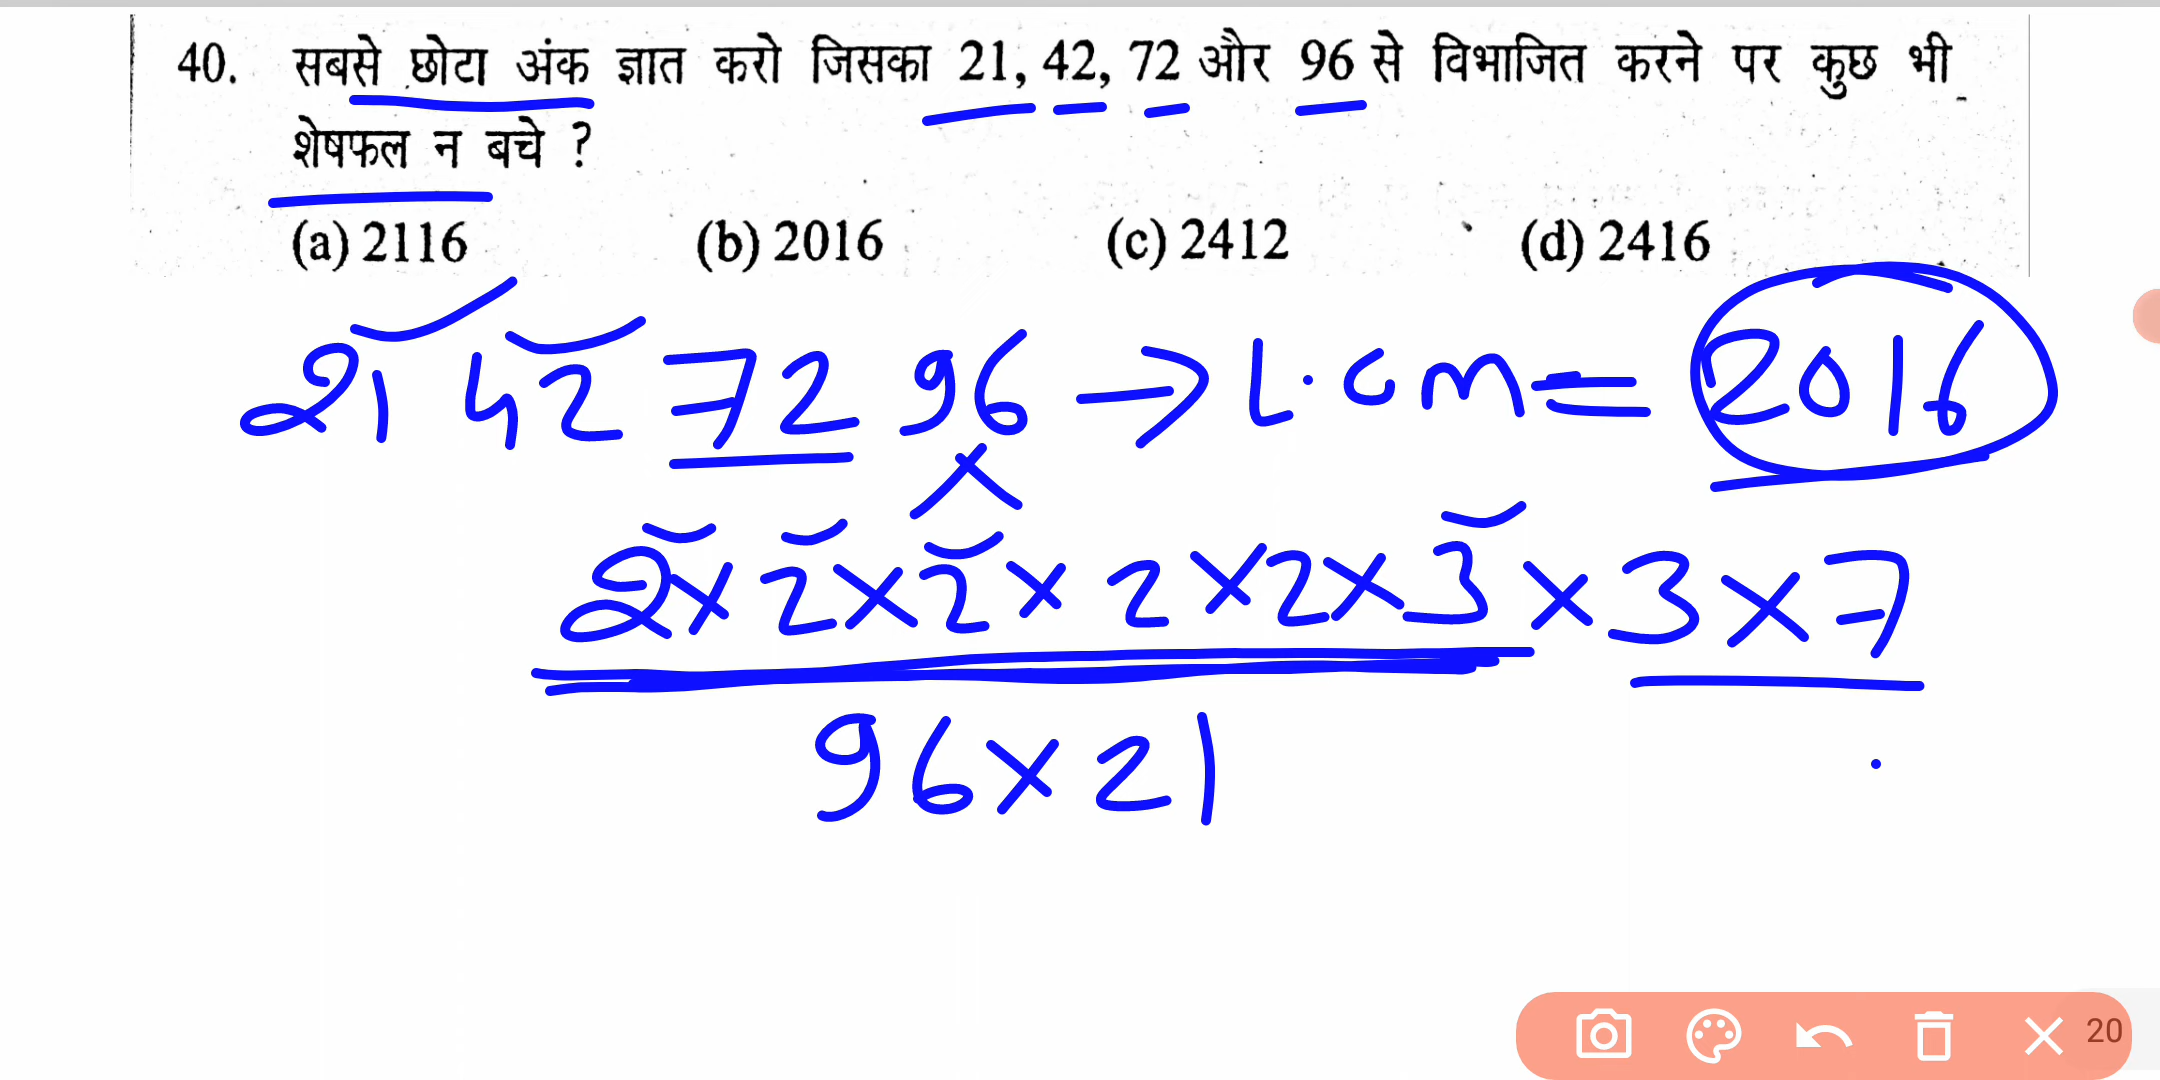 40. सबसे छोटा अंक ज्ञात करो जिसका 21, 42, 72 और 96 से विभाजित करने पर कुछ भी
शेषफल न बचे ?
(a) 2116 (b) 2016 (c) 2412 (d) 2416
21 42 72 96 → L.cm = 2016
2 x 2 x 2 x 2 x 2 x 3 x 3 x 7
96 x 21
20